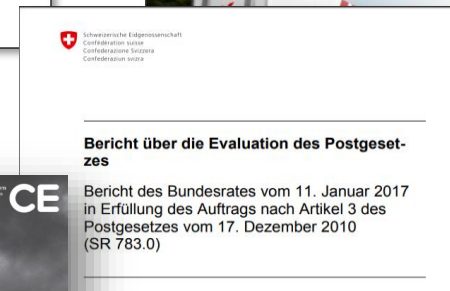 Schweizerische Eidgenossenschaft
Confédération suisse
Confederazione Svizzera
Confederaziun svizra
Bericht über die Evaluation des Postgeset-
zes
Bericht des Bundesrates vom 11. Januar 2017
in Erfüllung des Auftrags nach Artikel 3 des
Postgesetzes vom 17. Dezember 2010
(SR 783.0)
CE